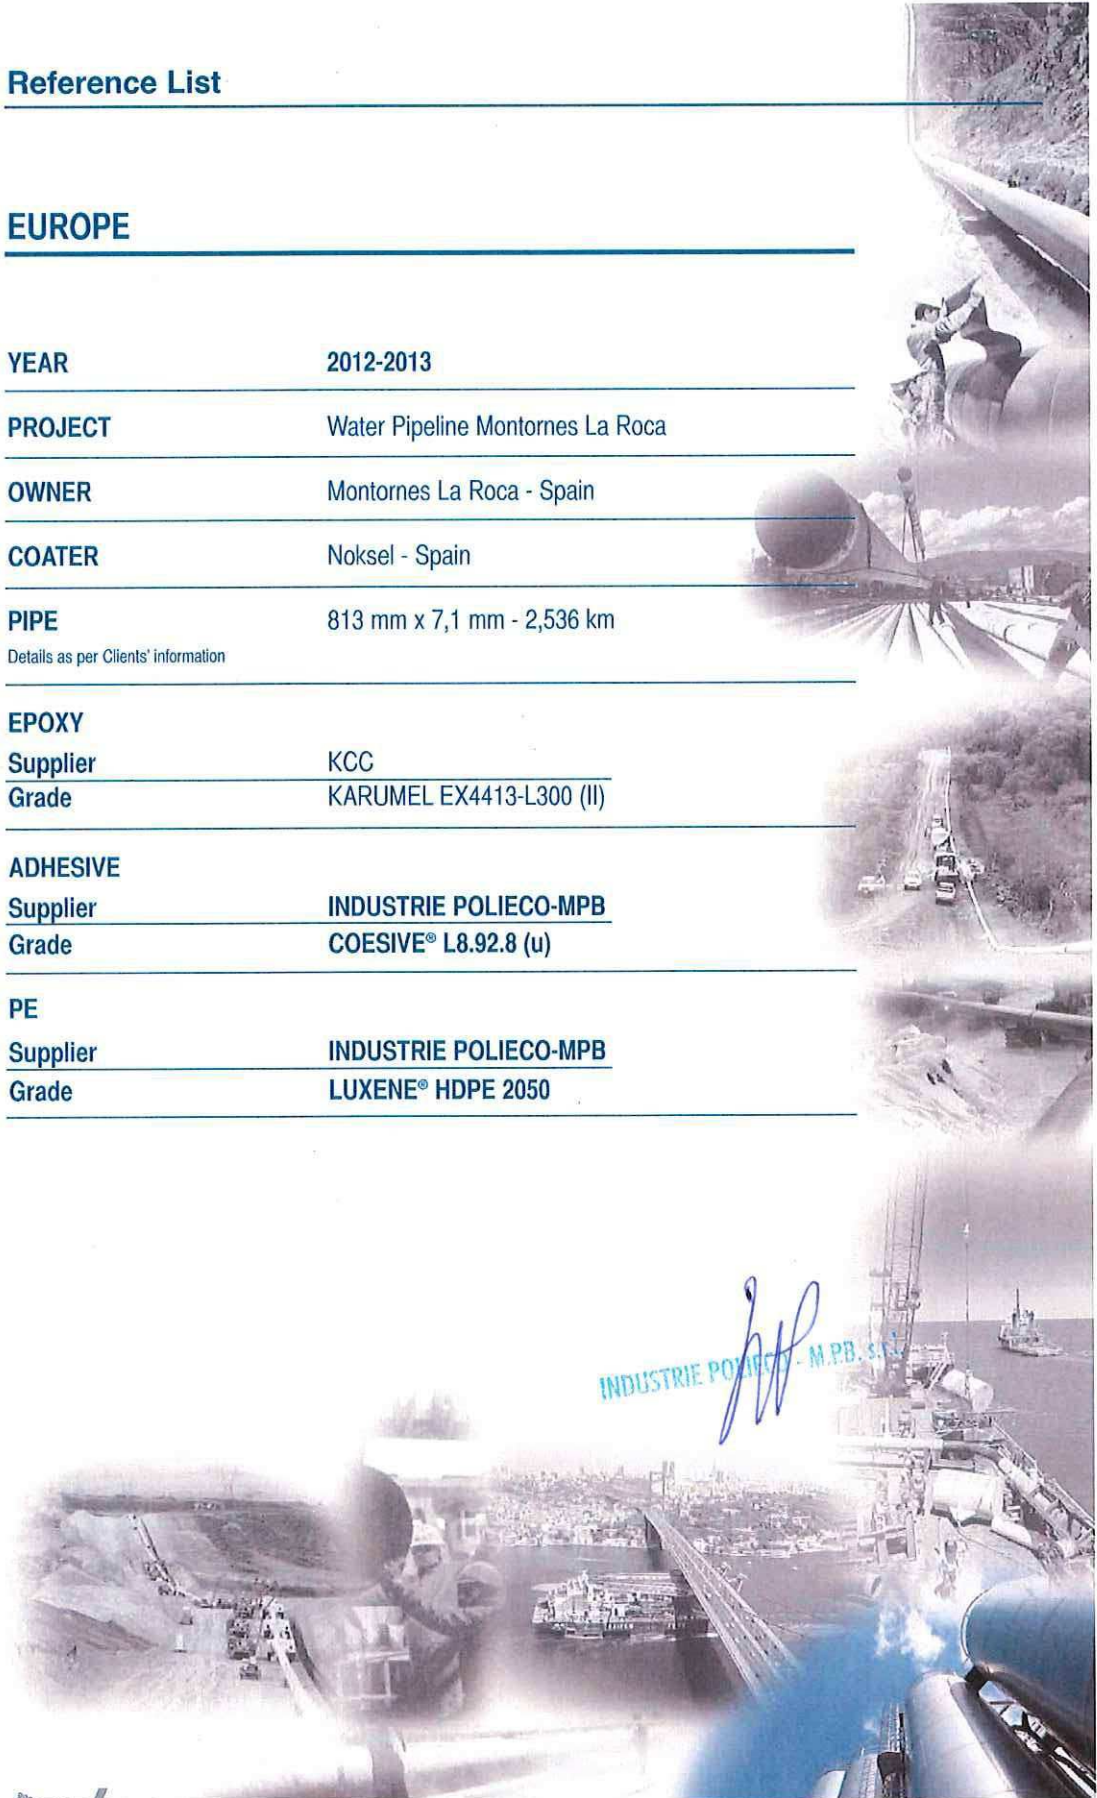 Reference List
EUROPE
YEAR 2012-2013
PROJECT Water Pipeline Montornes La Roca
OWNER Montornes La Roca - Spain
COATER Noksel - Spain
PIPE 813 mm x 7,1 mm - 2,536 km
Details as per Clients' information
EPOXY
Supplier KCC
Grade KARUMEL EX4413-L300 (II)
ADHESIVE
Supplier INDUSTRIE POLIECO-MPB
Grade COESIVE® L8.92.8 (u)
PE
Supplier INDUSTRIE POLIECO-MPB
Grade LUXENE® HDPE 2050
INDUSTRIE POLIECO - M.P.B. s.r.l.